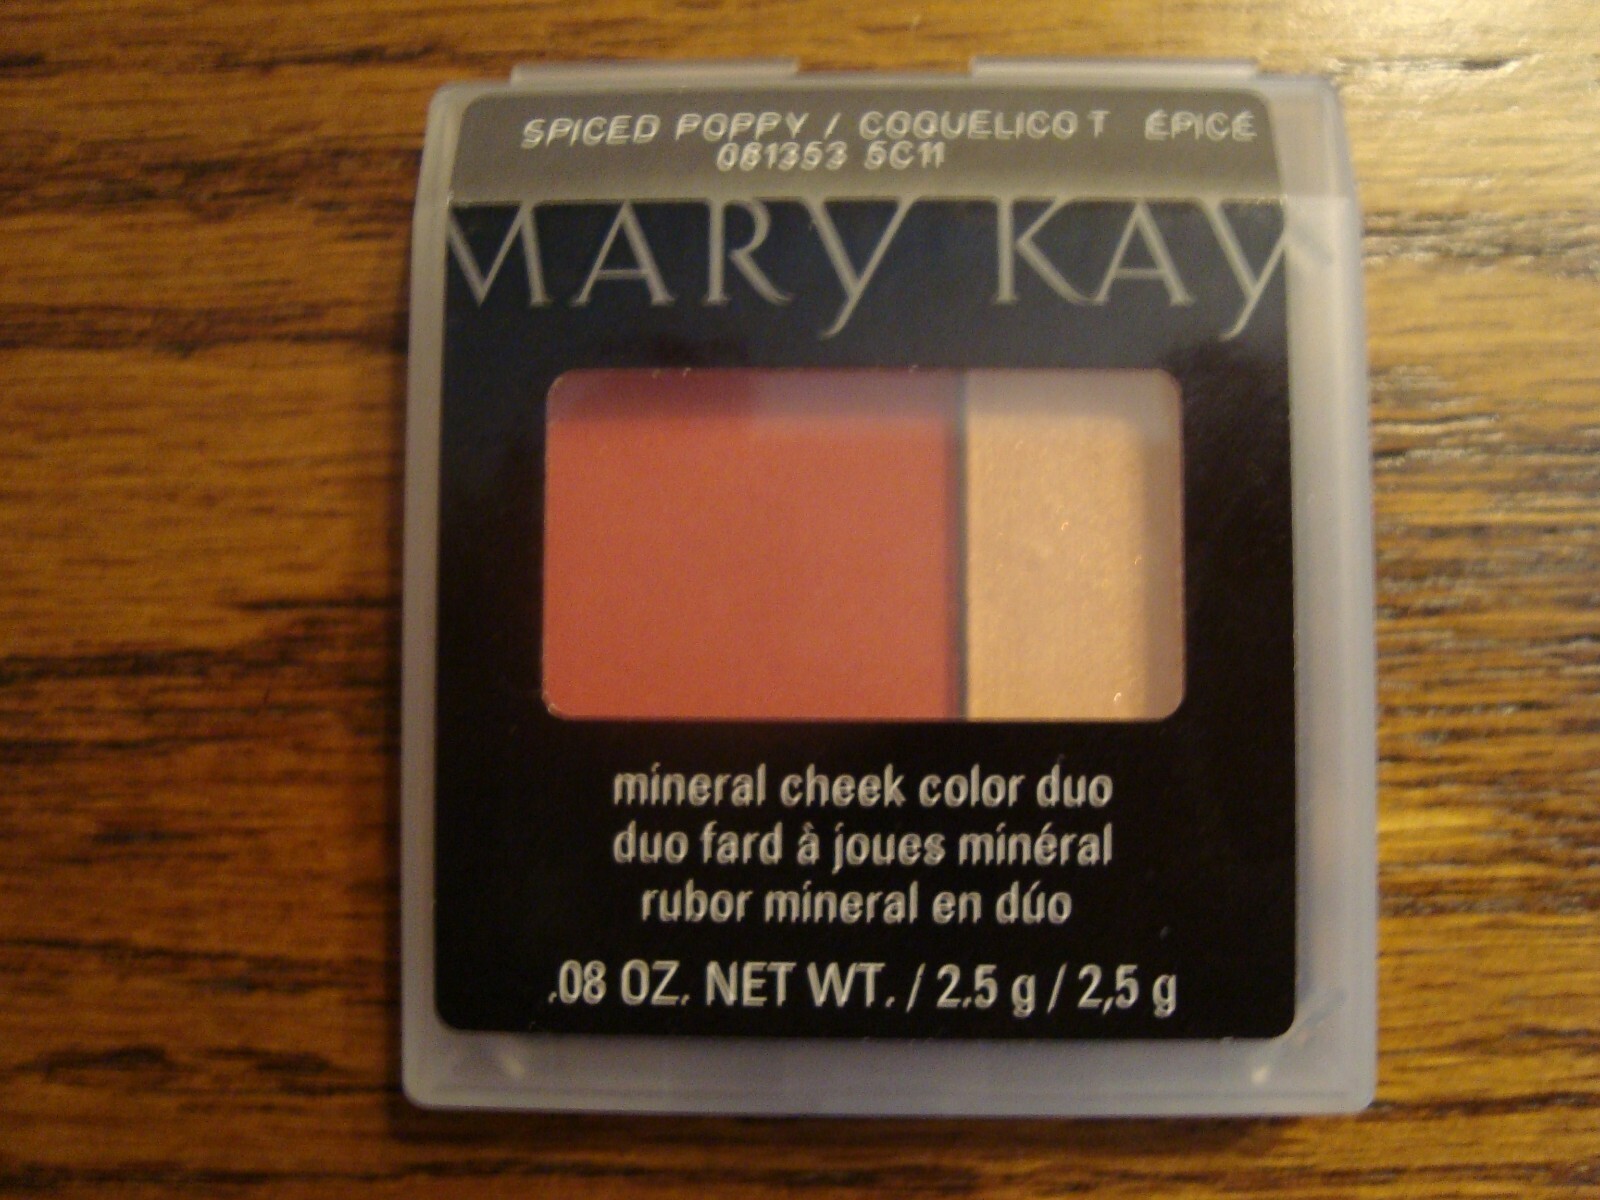 SPICED POPPY / COQUELICOT ÉPICÉ
081353 5C11
MARY KAY
mineral cheek color duo
duo fard à joues minéral
rubor mineral en dúo
.08 OZ. NET WT. / 2.5 g / 2,5 g